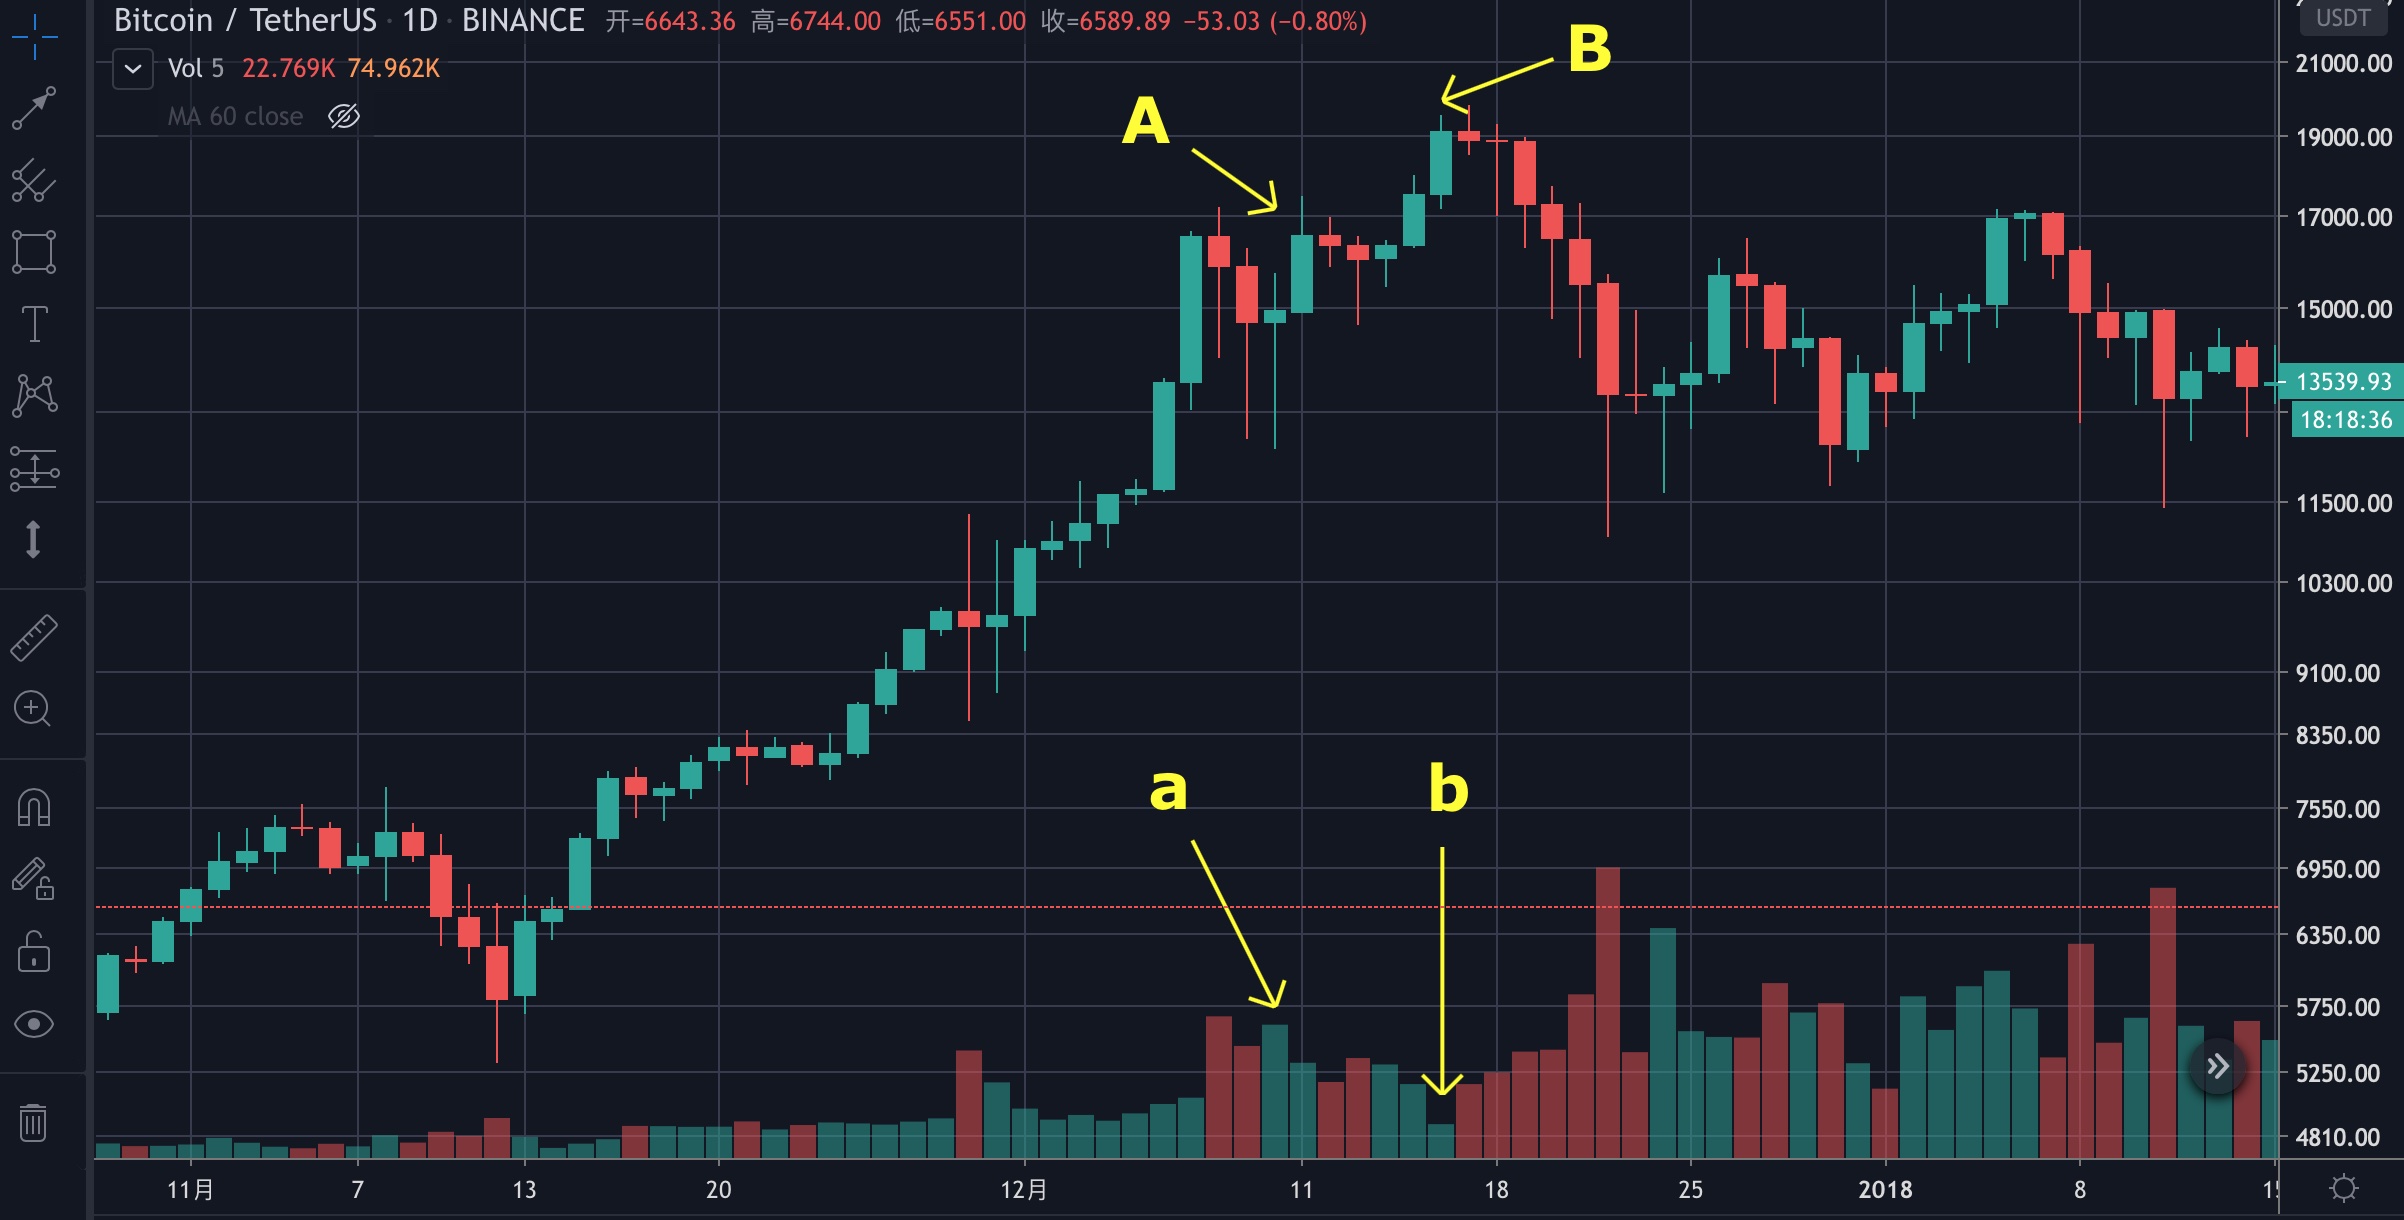 Bitcoin / TetherUS · 1D · BINANCE 开=6643.36 高=6744.00 低=6551.00 收=6589.89 −53.03 (−0.80%)
USDT
Vol 5 22.769K 74.962K
MA 60 close
A
B
a
b
21000.00
19000.00
17000.00
15000.00
13539.93
18:18:36
11500.00
10300.00
9100.00
8350.00
7550.00
6950.00
6350.00
5750.00
5250.00
4810.00
11月 7 13 20 12月 11 18 25 2018 8